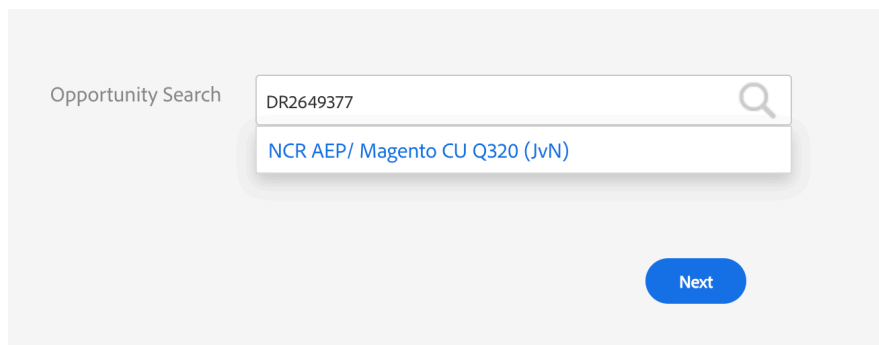 Opportunity Search
DR2649377
NCR AEP/ Magento CU Q320 (JvN)
Next